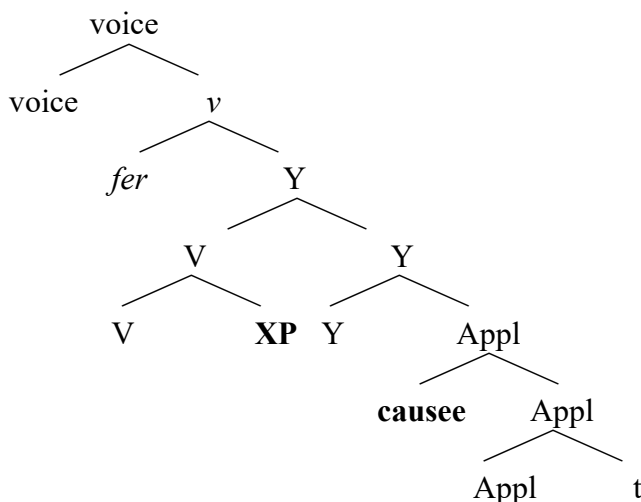 voice
voice v
fer Y
V Y
V XP Y Appl
causee Appl
Appl t